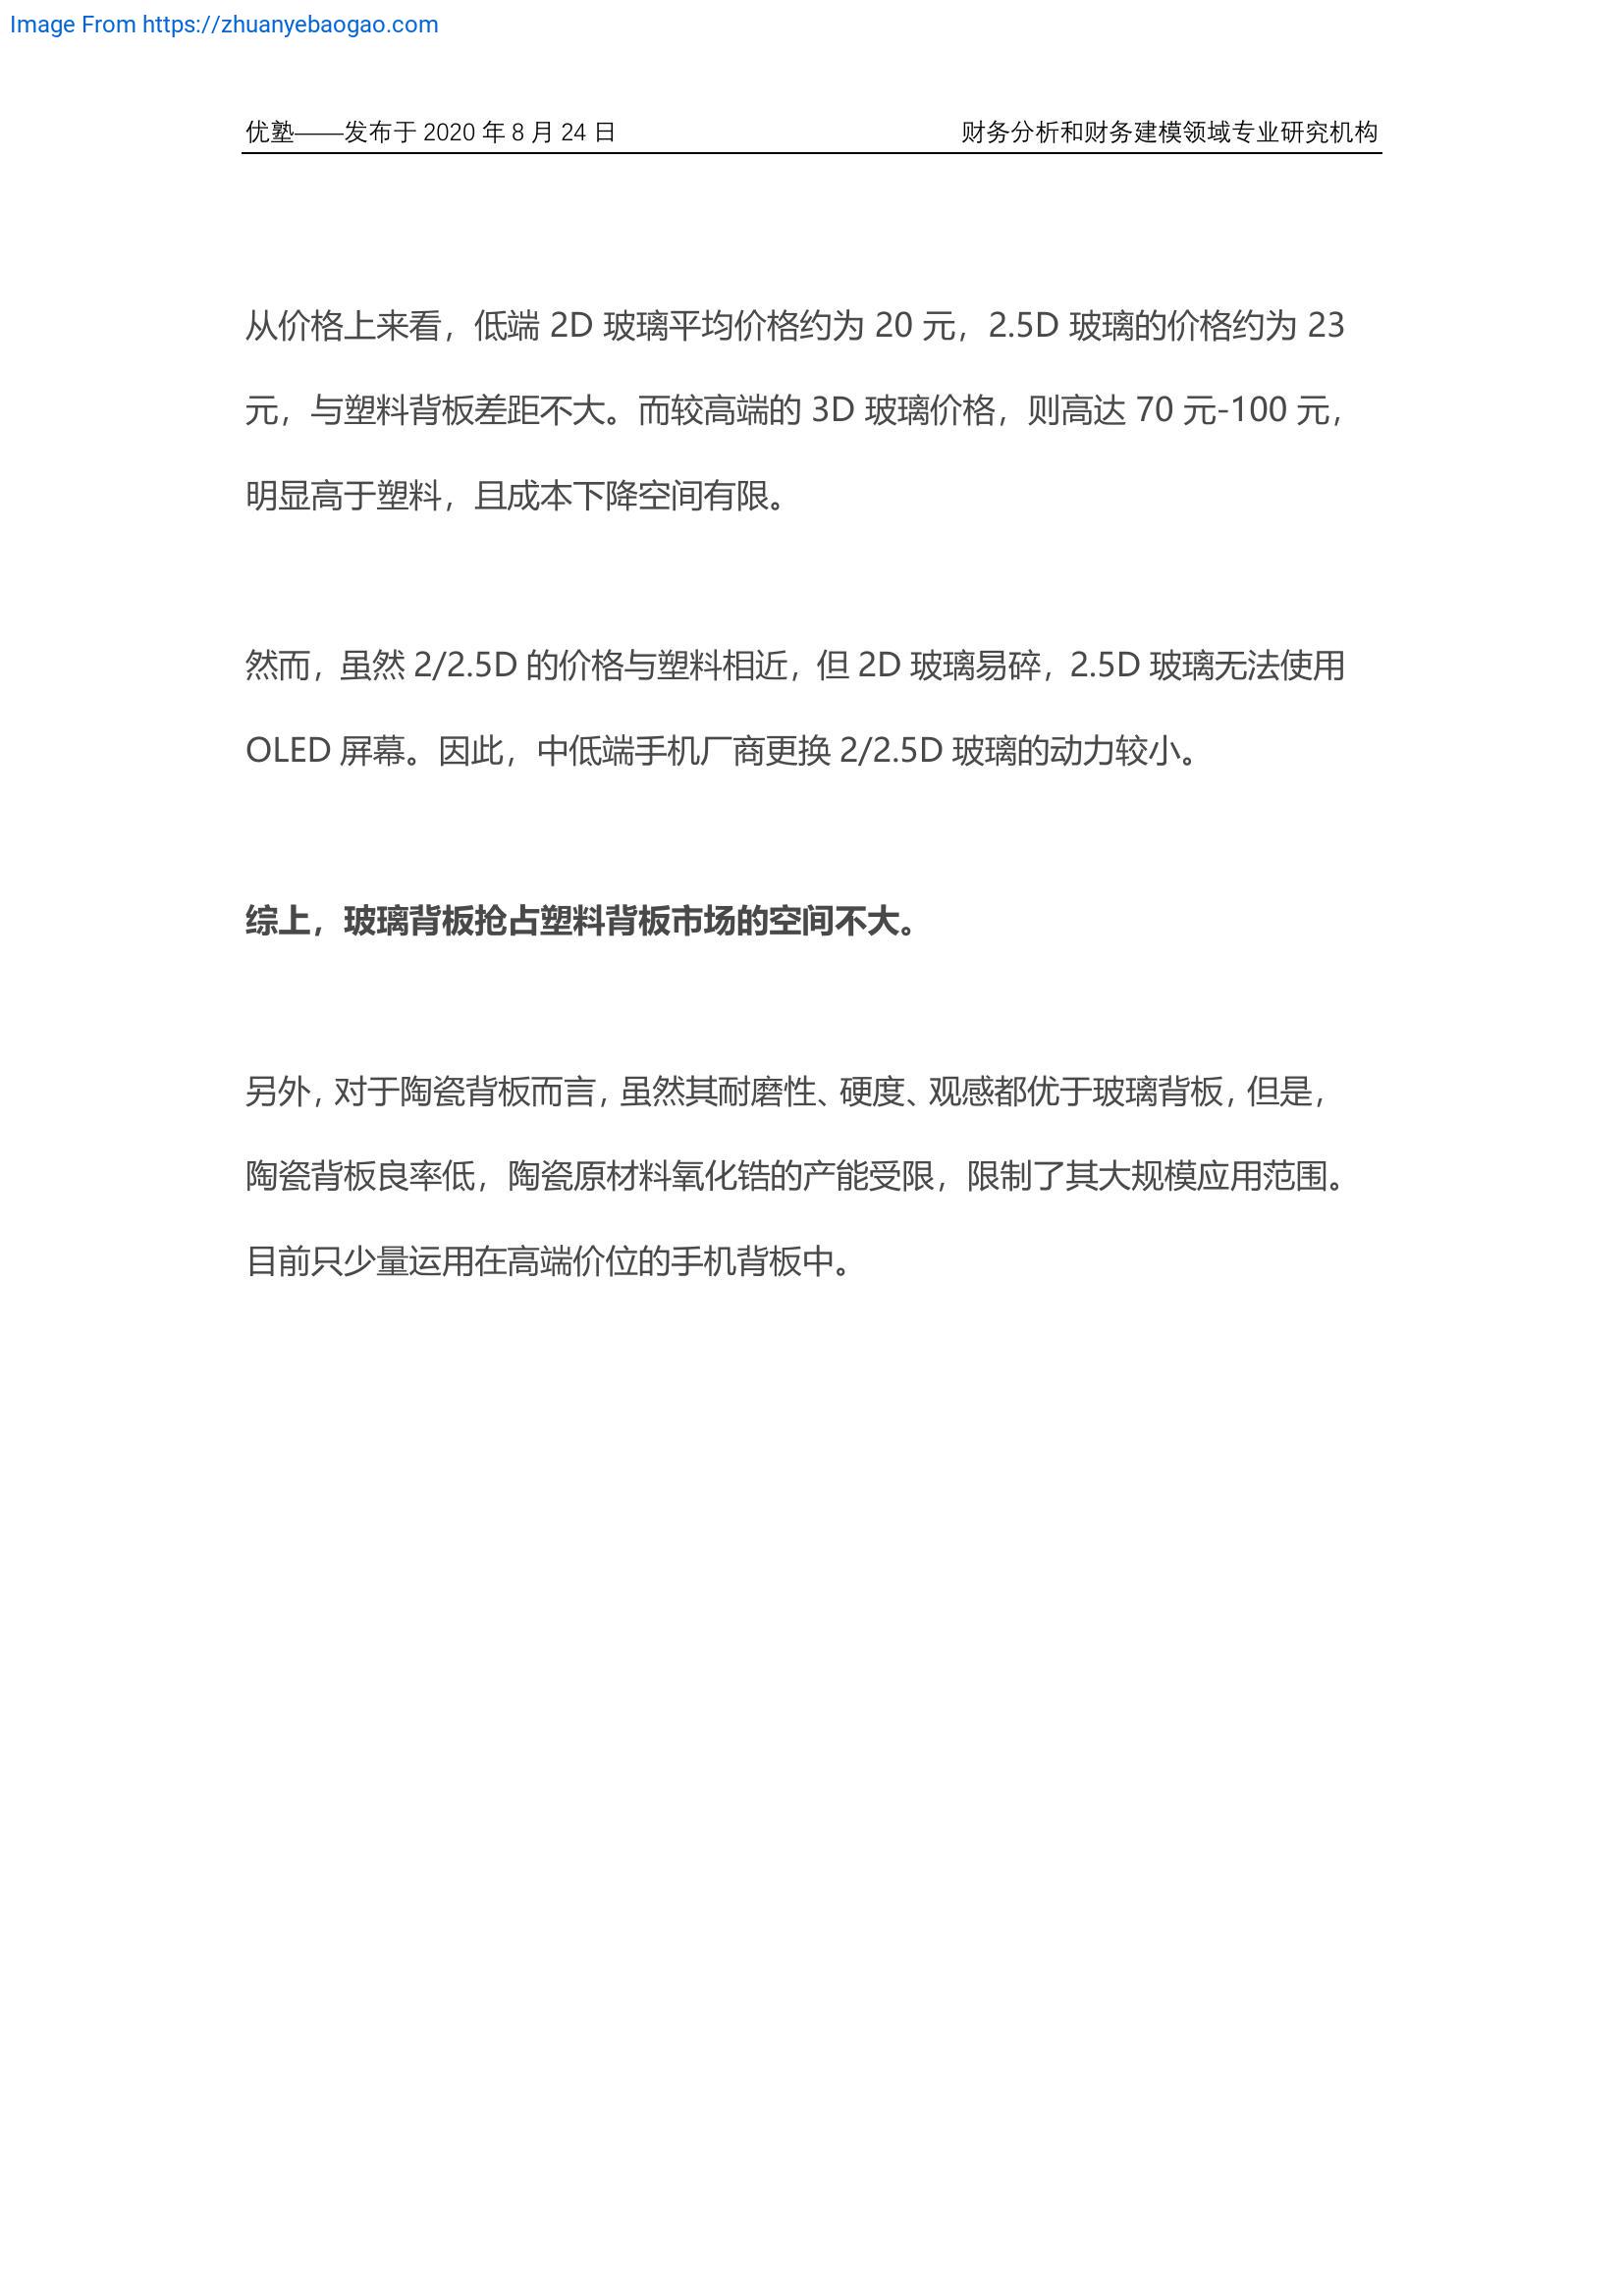 Image From https://zhuanyebaogao.com
优塾——发布于 2020 年 8 月 24 日 财务分析和财务建模领域专业研究机构
从价格上来看，低端 2D 玻璃平均价格约为 20 元，2.5D 玻璃的价格约为 23
元，与塑料背板差距不大。而较高端的 3D 玻璃价格，则高达 70 元-100 元，
明显高于塑料，且成本下降空间有限。
然而，虽然 2/2.5D 的价格与塑料相近，但 2D 玻璃易碎，2.5D 玻璃无法使用
OLED 屏幕。因此，中低端手机厂商更换 2/2.5D 玻璃的动力较小。
综上，玻璃背板抢占塑料背板市场的空间不大。
另外，对于陶瓷背板而言，虽然其耐磨性、硬度、观感都优于玻璃背板，但是，
陶瓷背板良率低，陶瓷原材料氧化锆的产能受限，限制了其大规模应用范围。
目前只少量运用在高端价位的手机背板中。